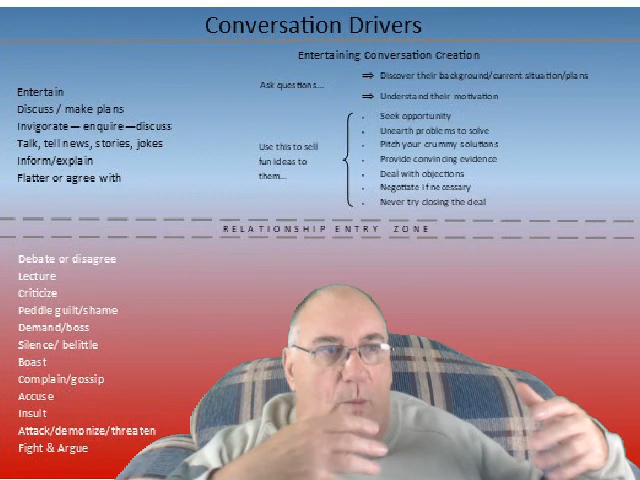 Conversation Drivers
Entertaining Conversation Creation
Ask questions...
⇒ Discover their background/current situation/plans
⇒ Understand their motivation
Entertain
Discuss / make plans
Invigorate — enquire —discuss
Talk, tell news, stories, jokes
Inform/explain
Flatter or agree with
Use this to sell
fun ideas to
them...
• Seek opportunity
• Unearth problems to solve
• Pitch your crummy solutions
• Provide convincing evidence
• Deal with objections
• Negotiate if necessary
• Never try closing the deal
RELATIONSHIP ENTRY ZONE
Debate or disagree
Lecture
Criticize
Peddle guilt/shame
Demand/boss
Silence/ belittle
Boast
Complain/gossip
Accuse
Insult
Attack/demonize/threaten
Fight & Argue